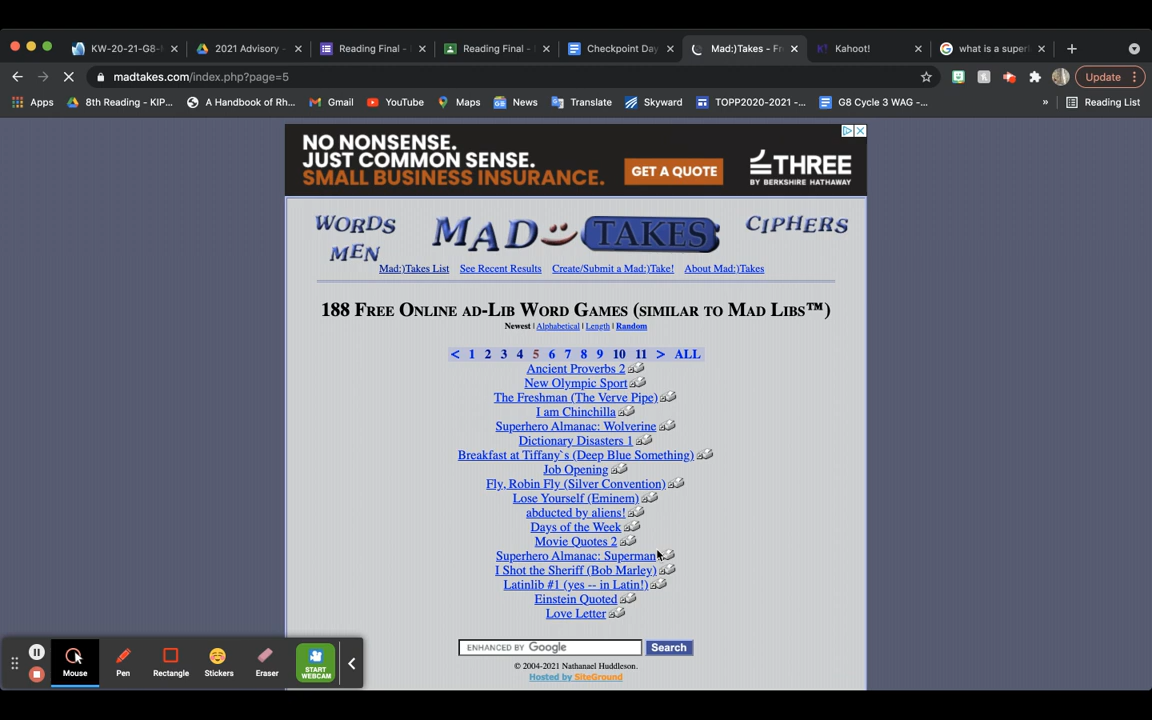 KW-20-21-G8-
2021 Advisory -
Reading Final -
Reading Final -
Checkpoint Day
Mad:)Takes - Fr
Kahoot!
what is a super
madtakes.com/index.php?page=5
Update
Apps
8th Reading - KIP...
A Handbook of Rh...
Gmail
YouTube
Maps
News
Translate
Skyward
TOPP2020-2021 -...
G8 Cycle 3 WAG -...
»
Reading List
NO NONSENSE.
JUST COMMON SENSE.
SMALL BUSINESS INSURANCE.
GET A QUOTE
THREE
BY BERKSHIRE HATHAWAY
WORDS
MEN
MAD TAKES
CIPHERS
Mad:)Takes List See Recent Results Create/Submit a Mad:)Take! About Mad:)Takes
188 Free Online ad-Lib Word Games (similar to Mad Libs™)
Newest | Alphabetical | Length | Random
< 1 2 3 4 5 6 7 8 9 10 11 > ALL
Ancient Proverbs 2
New Olympic Sport
The Freshman (The Verve Pipe)
I am Chinchilla
Superhero Almanac: Wolverine
Dictionary Disasters 1
Breakfast at Tiffany`s (Deep Blue Something)
Job Opening
Fly, Robin Fly (Silver Convention)
Lose Yourself (Eminem)
abducted by aliens!
Days of the Week
Movie Quotes 2
Superhero Almanac: Superman
I Shot the Sheriff (Bob Marley)
Latinlib #1 (yes -- in Latin!)
Einstein Quoted
Love Letter
ENHANCED BY Google
Search
© 2004-2021 Nathanael Huddleson.
Hosted by SiteGround
Mouse
Pen
Rectangle
Stickers
Eraser
START
WEBCAM